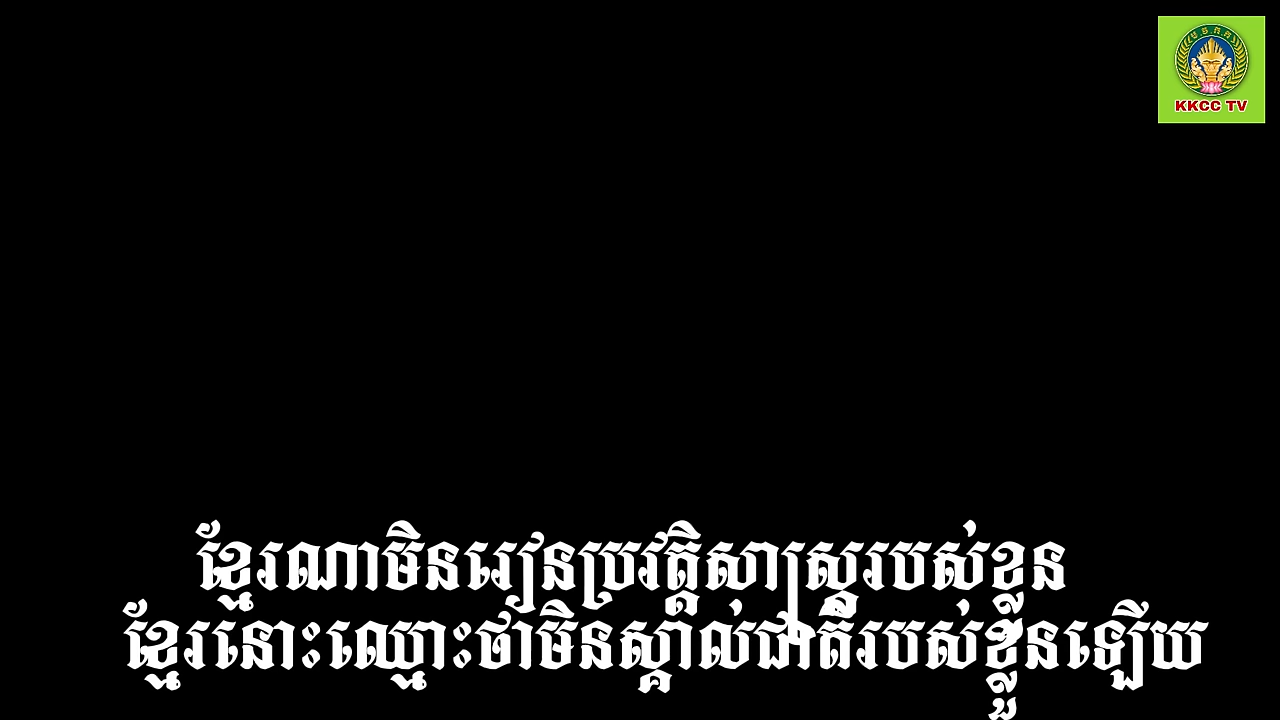 KKCC TV
ខ្មែរណាមិនរៀនប្រវត្តិសាស្ត្ររបស់ខ្លួន
ខ្មែរនោះឈ្មោះថាមិនស្គាល់ជាតិរបស់ខ្លួនឡើយ